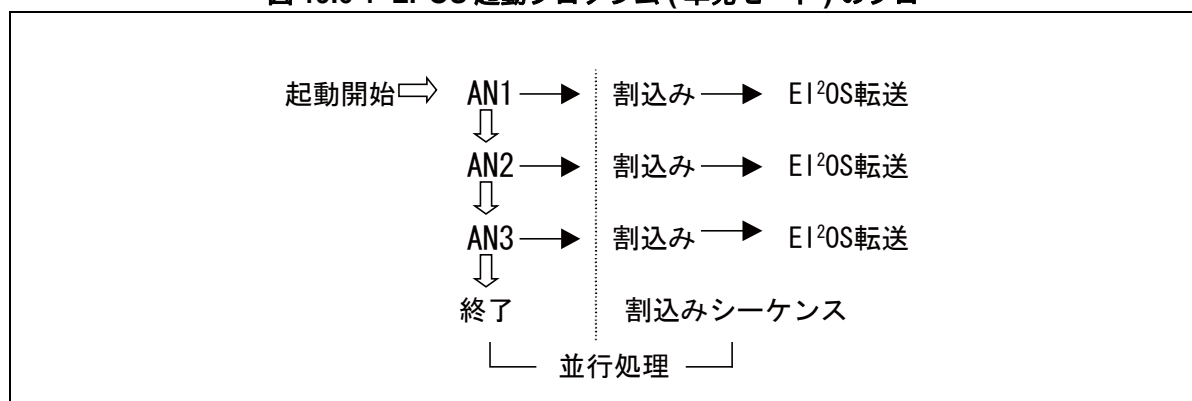 起動開始 AN1 割込み EI²OS転送
AN2 割込み EI²OS転送
AN3 割込み EI²OS転送
終了 割込みシーケンス
並行処理